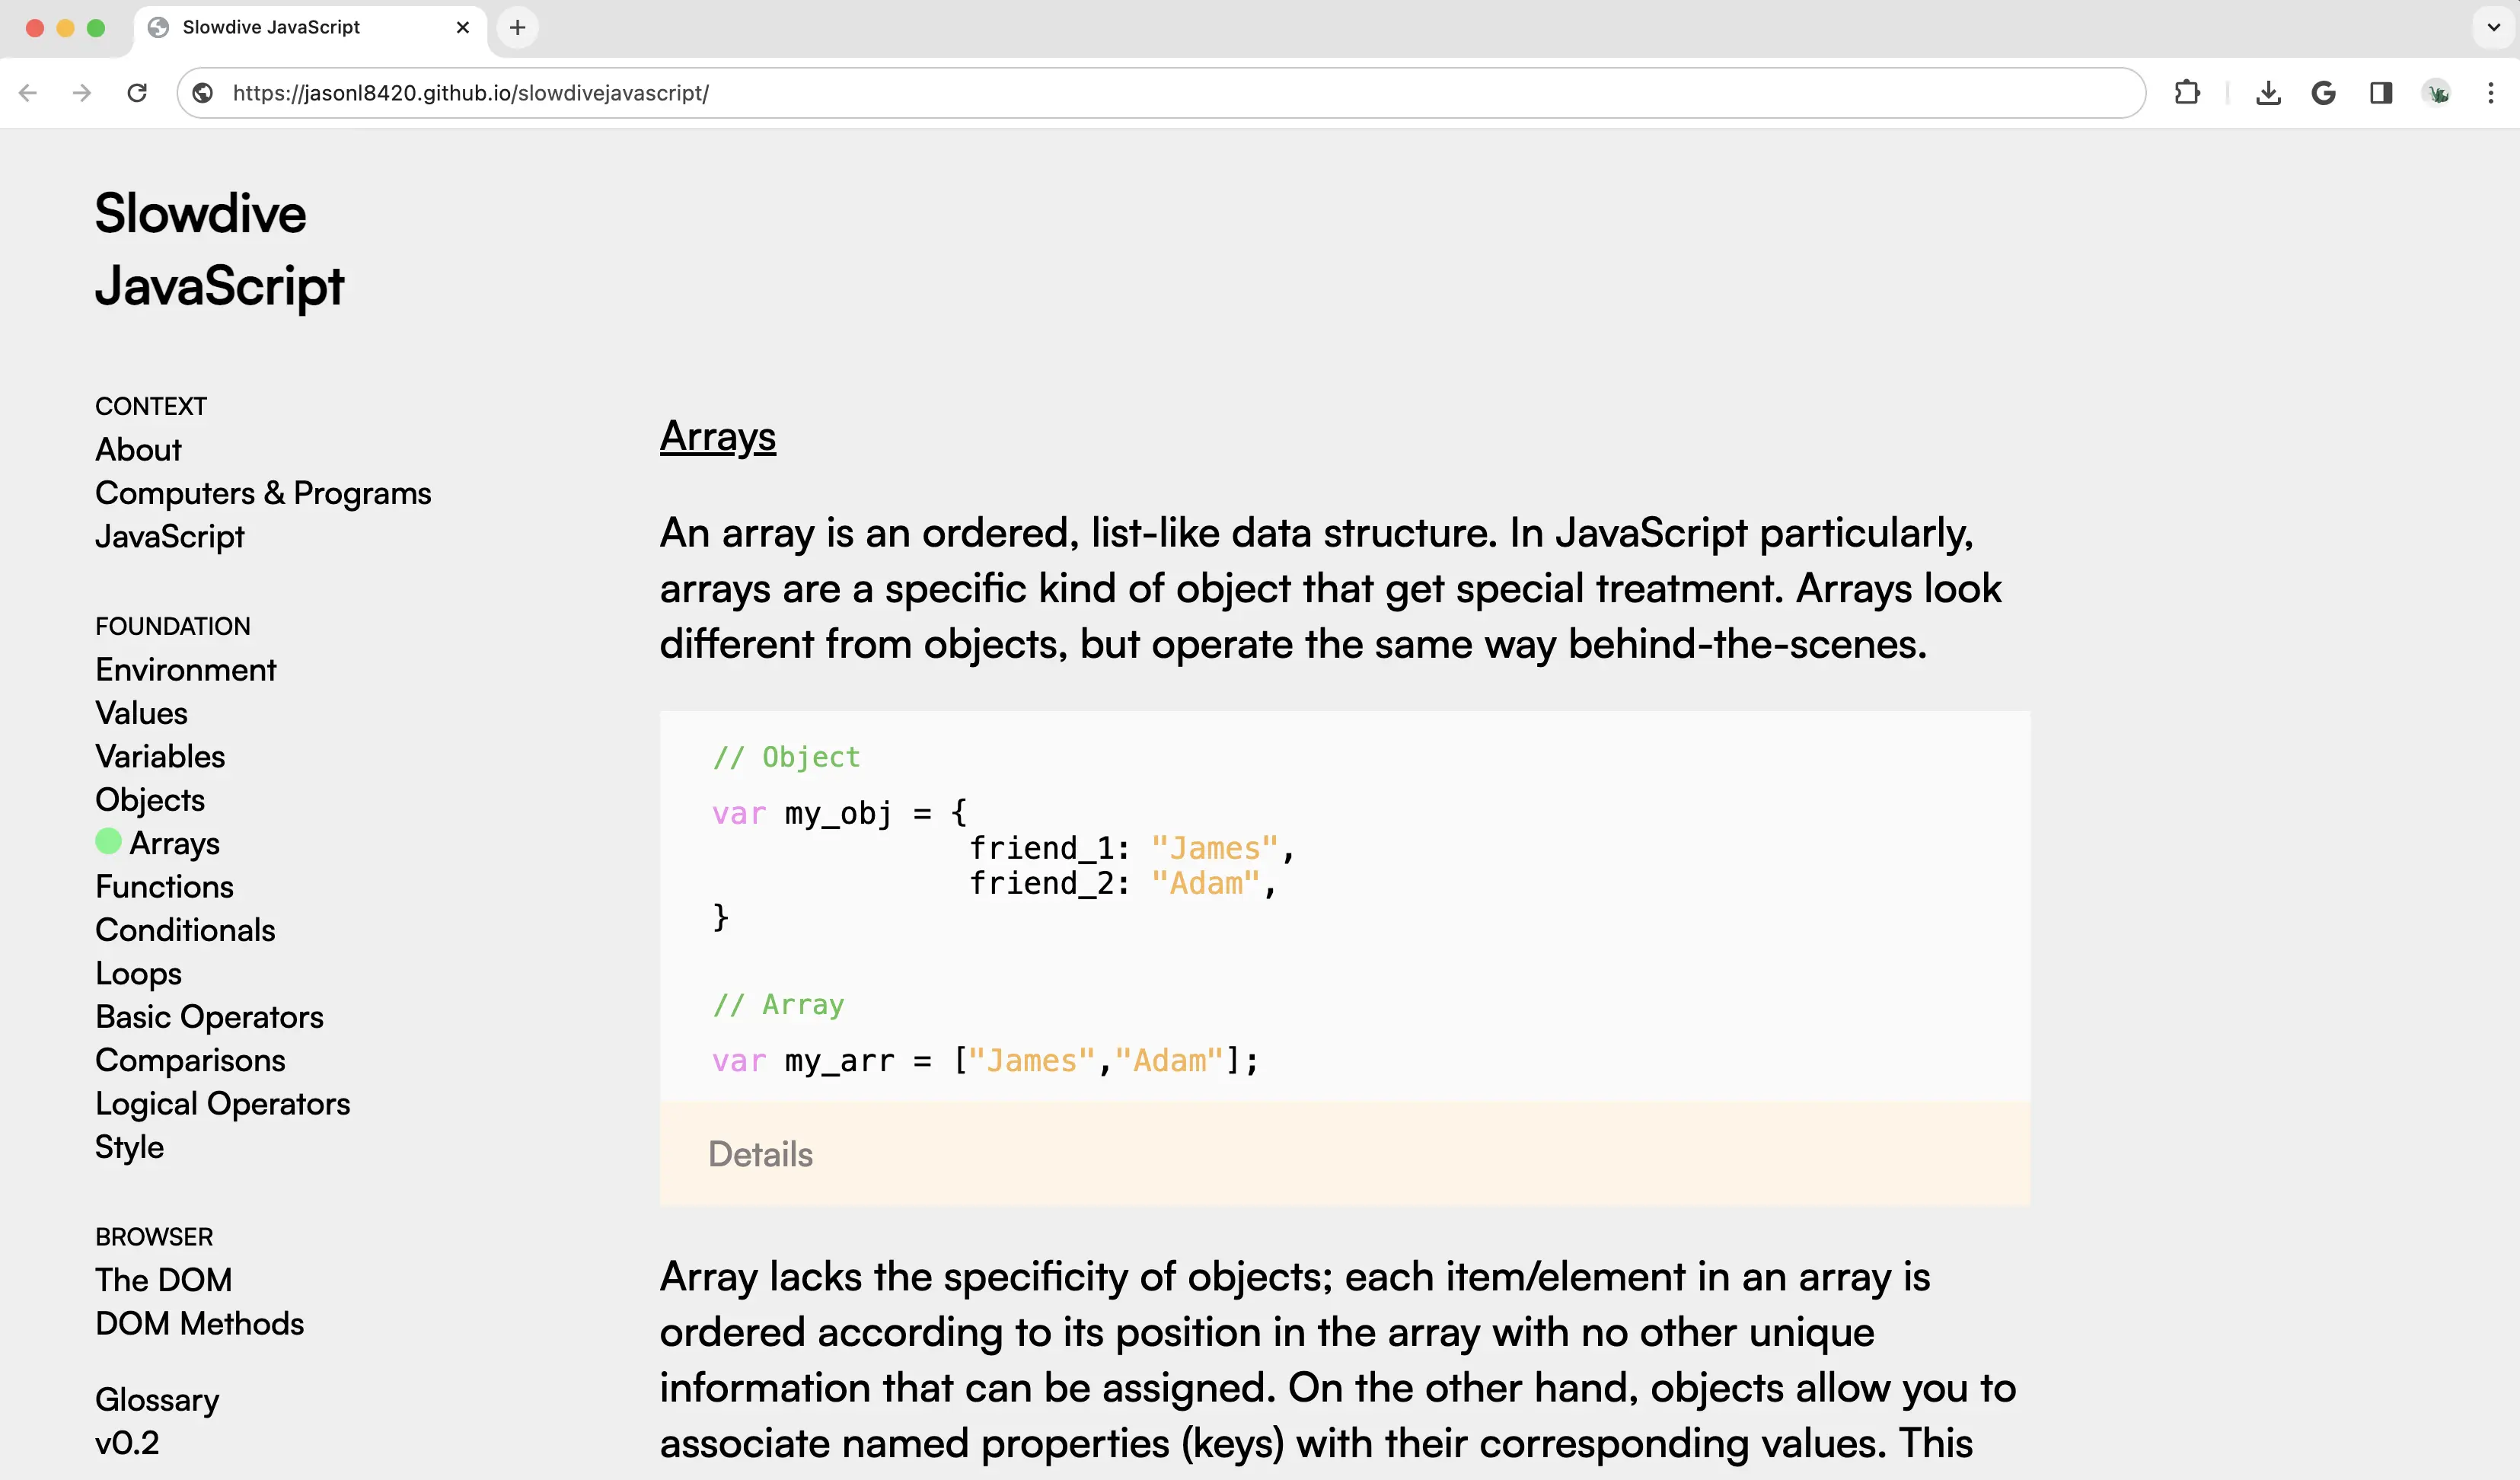 Slowdive JavaScript
https://jasonl8420.github.io/slowdivejavascript/
Slowdive
JavaScript
CONTEXT
About
Computers & Programs
JavaScript
FOUNDATION
Environment
Values
Variables
Objects
Arrays
Functions
Conditionals
Loops
Basic Operators
Comparisons
Logical Operators
Style
BROWSER
The DOM
DOM Methods
Glossary
v0.2
Arrays
An array is an ordered, list-like data structure. In JavaScript particularly,
arrays are a specific kind of object that get special treatment. Arrays look
different from objects, but operate the same way behind-the-scenes.
// Object
var my_obj = {
friend_1: "James",
friend_2: "Adam",
}
// Array
var my_arr = ["James","Adam"];
Details
Array lacks the specificity of objects; each item/element in an array is
ordered according to its position in the array with no other unique
information that can be assigned. On the other hand, objects allow you to
associate named properties (keys) with their corresponding values. This